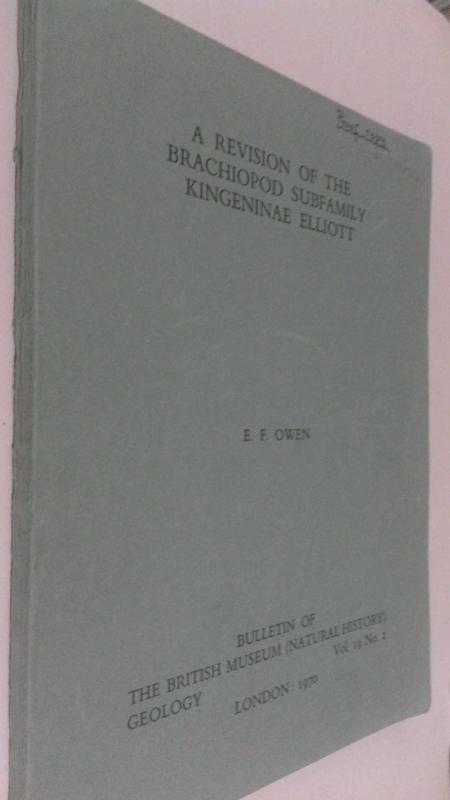 A REVISION OF THE
BRACHIOPOD SUBFAMILY
KINGENINAE ELLIOTT
E. F. OWEN
BULLETIN OF
THE BRITISH MUSEUM (NATURAL HISTORY)
GEOLOGY Vol. 19 No. 2
LONDON: 1970